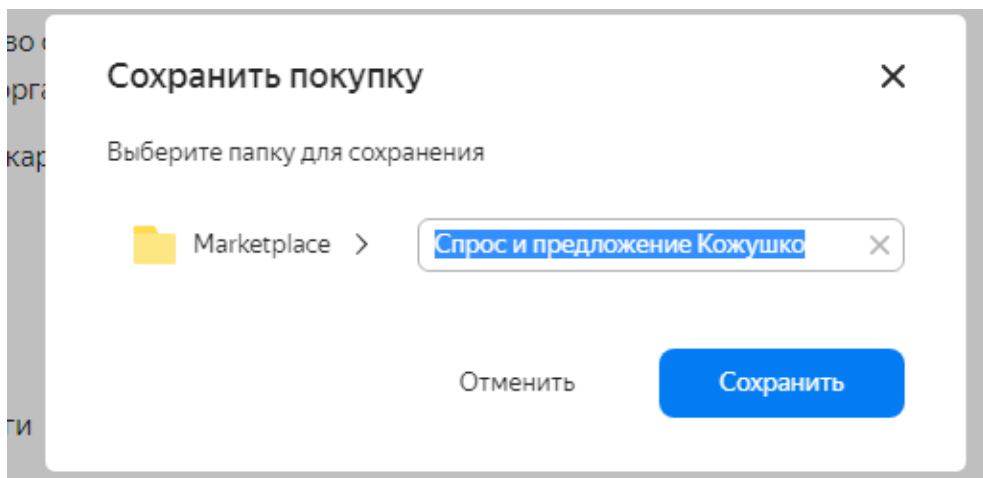 Сохранить покупку
Выберите папку для сохранения
Marketplace
Спрос и предложение Кожушко
Отменить
Сохранить